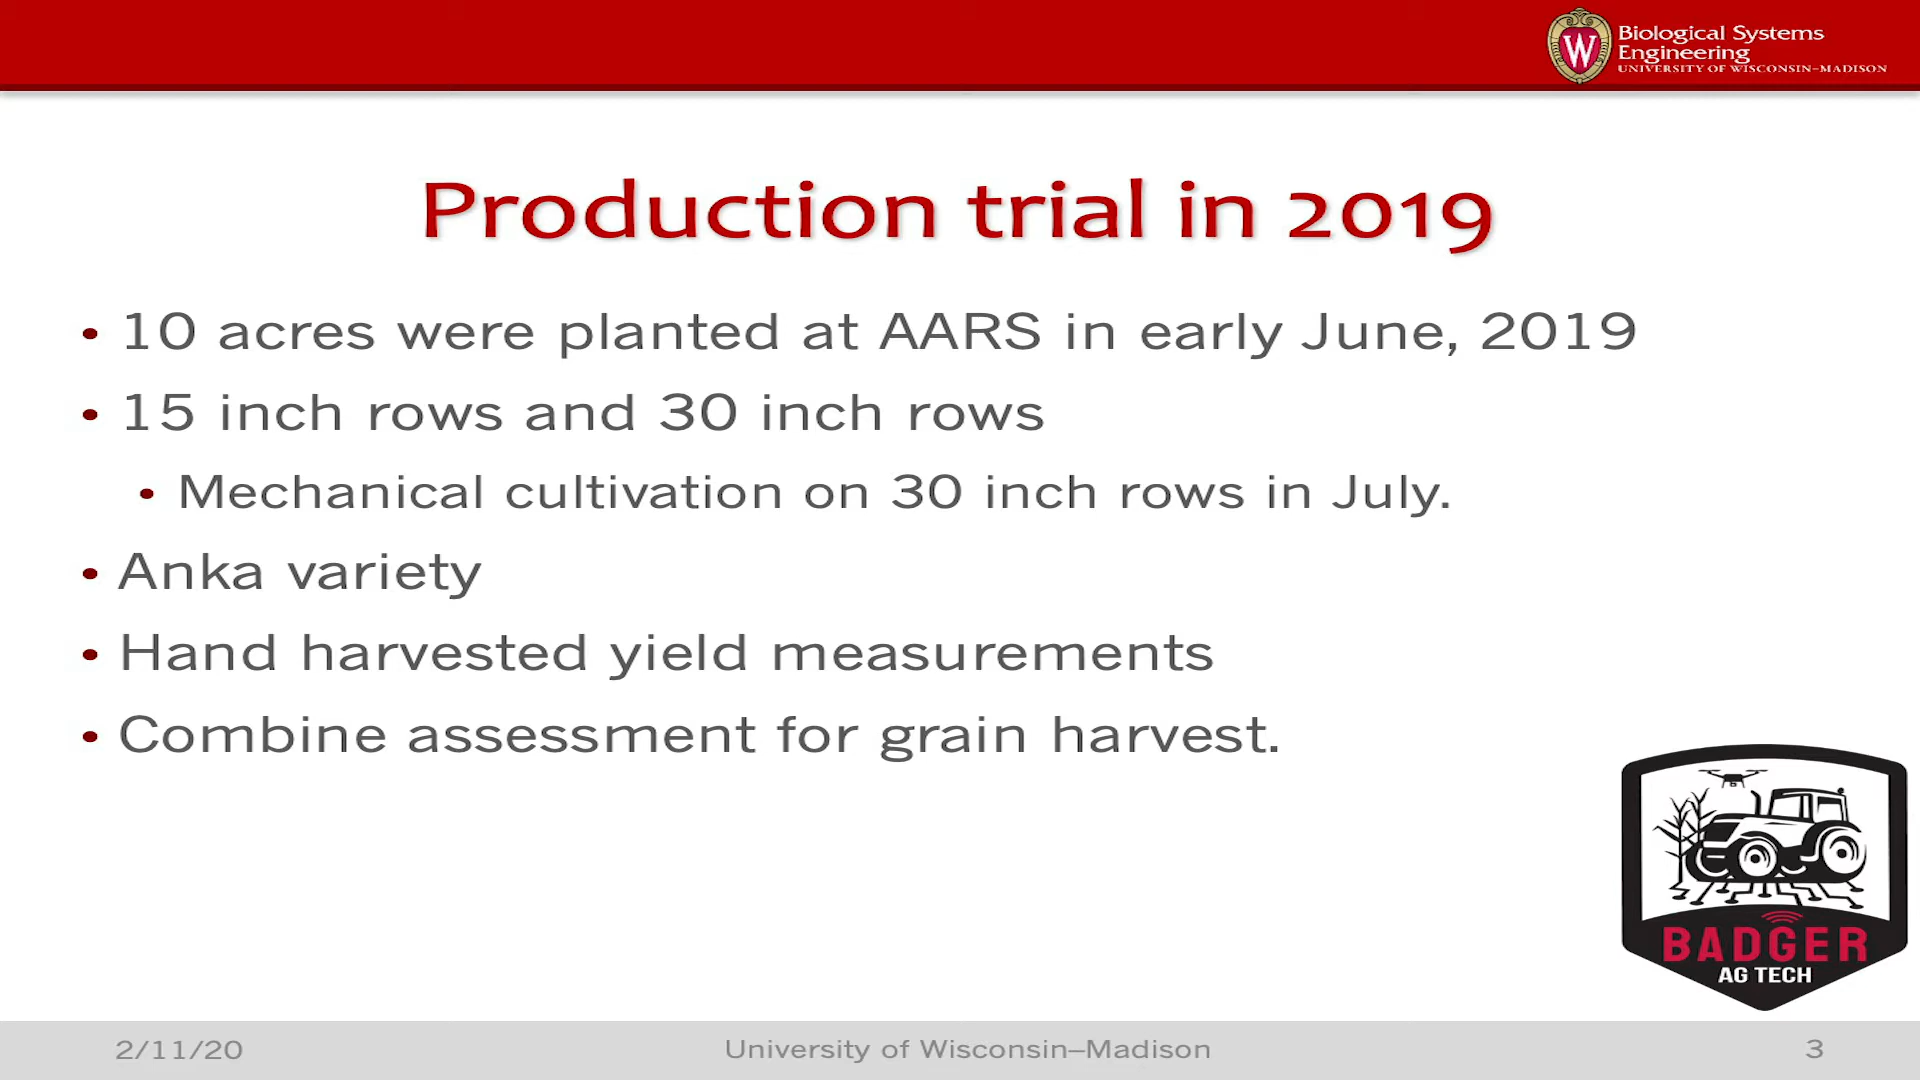 Biological Systems
Engineering
UNIVERSITY OF WISCONSIN–MADISON
Production trial in 2019
• 10 acres were planted at AARS in early June, 2019
• 15 inch rows and 30 inch rows
• Mechanical cultivation on 30 inch rows in July.
• Anka variety
• Hand harvested yield measurements
• Combine assessment for grain harvest.
BADGER
AG TECH
2/11/20 University of Wisconsin–Madison 3